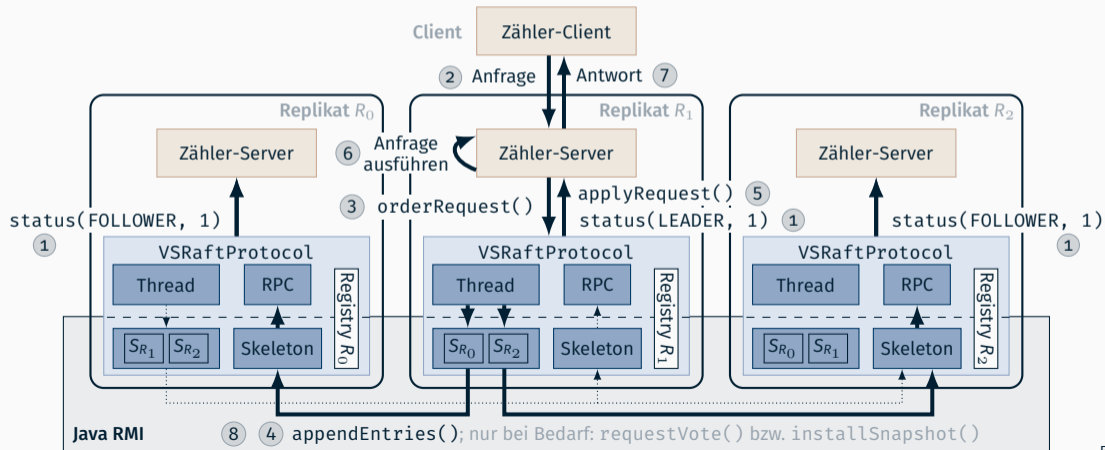 Client
Zähler-Client
2 Anfrage
Antwort 7
Replikat R0
Replikat R1
Replikat R2
Zähler-Server
6 Anfrage
ausführen
Zähler-Server
Zähler-Server
3 orderRequest()
applyRequest() 5
status(FOLLOWER, 1)
1
status(LEADER, 1) 1
status(FOLLOWER, 1)
1
VSRaftProtocol
Thread
RPC
SR1 SR2
Skeleton
Registry R0
VSRaftProtocol
Thread
RPC
SR0 SR2
Skeleton
Registry R1
VSRaftProtocol
Thread
RPC
SR0 SR1
Skeleton
Registry R2
Java RMI
8 4 appendEntries(); nur bei Bedarf: requestVote() bzw. installSnapshot()